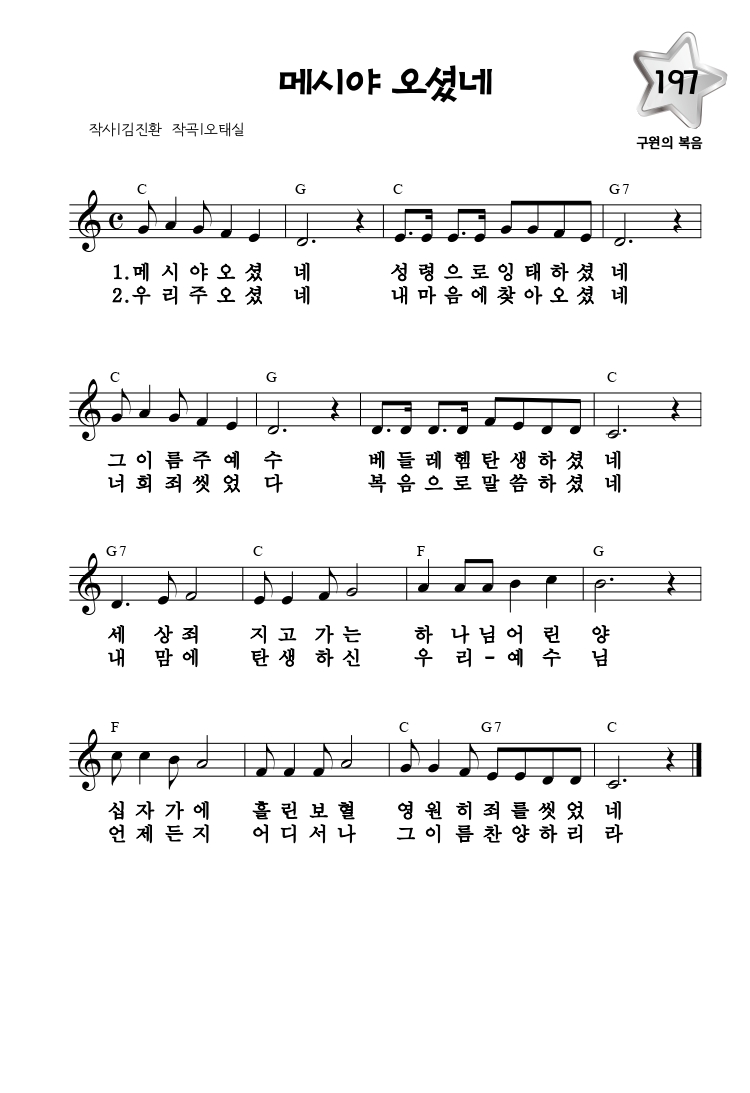 메시야 오셨네
197
구원의 복음
작사|김진환 작곡|오태실
C G C G7
1.메 시 야 오 셨 네 성 령 으 로 잉 태 하 셨 네
2.우 리 주 오 셨 네 내 마 음 에 찾 아 오 셨 네
C G C
그 이 름 주 예 수 베 들 레 헴 탄 생 하 셨 네
너 희 죄 씻 었 다 복 음 으 로 말 씀 하 셨 네
G7 C F G
세 상 죄 지 고 가 는 하 나 님 어 린 양
내 맘 에 탄 생 하 신 우 리 - 예 수 님
F C G7 C
십 자 가 에 흘 린 보 혈 영 원 히 죄 를 씻 었 네
언 제 든 지 어 디 서 나 그 이 름 찬 양 하 리 라